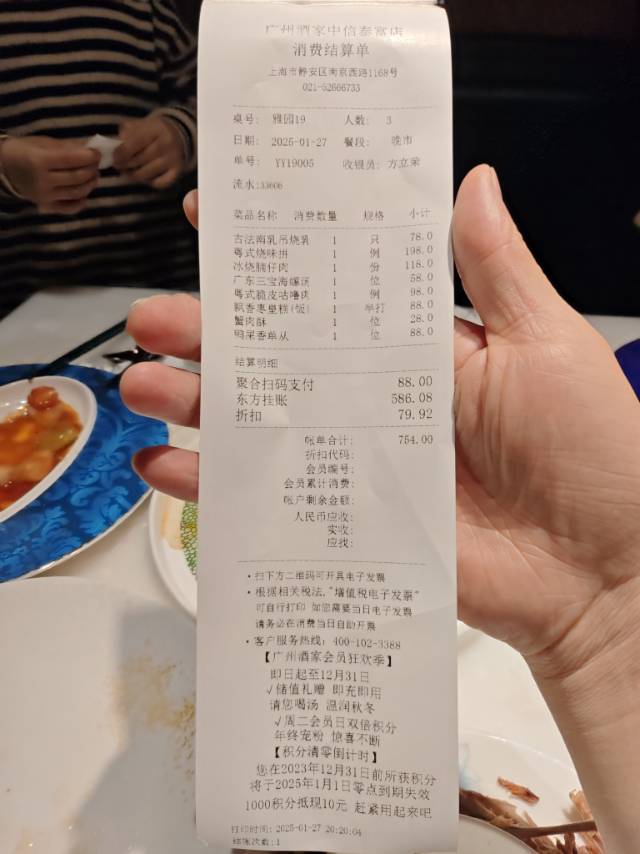 广州酒家中信泰富店
消费结算单
上海市静安区南京西路1168号
021-52666733
桌号: 雅园19 人数: 3
日期: 2025-01-27 餐段: 晚市
单号: YY19005 收银员: 方立荣
流水:33606
菜品名称 消费数量 规格 小计
古法南乳吊烧乳 1 只 78.0
粤式烧味拼 1 例 198.0
冰烧腩仔肉 1 份 118.0
广东三宝海螺汤 1 位 58.0
粤式脆皮咕噜肉 1 例 98.0
飘香枣皇糕(饭) 1 半打 88.0
蟹肉酥 1 位 28.0
鸭屎香单从 1 位 88.0
结算明细
聚合扫码支付 88.00
东方挂账 586.08
折扣 79.92
帐单合计: 754.00
折扣代码:
会员编号:
会员累计消费:
帐户剩余金额:
人民币应收:
实收:
应找:
·扫下方二维码可开具电子发票
·根据相关税法,"增值税电子发票"
可自行打印 如您需要当日电子发票
请务必在消费当日自助开票
·客户服务热线: 400-102-3388
【广州酒家会员狂欢季】
即日起至12月31日
√储值礼赠 即充即用
请您喝汤 温润秋冬
√周二会员日双倍积分
年终宠粉 惊喜不断
【积分清零倒计时】
您在2023年12月31日前所获积分
将于2025年1月1日零点到期失效
1000积分抵现10元 赶紧用起来吧
打印时间: 2025-01-27 20:20:04
结账次数:1